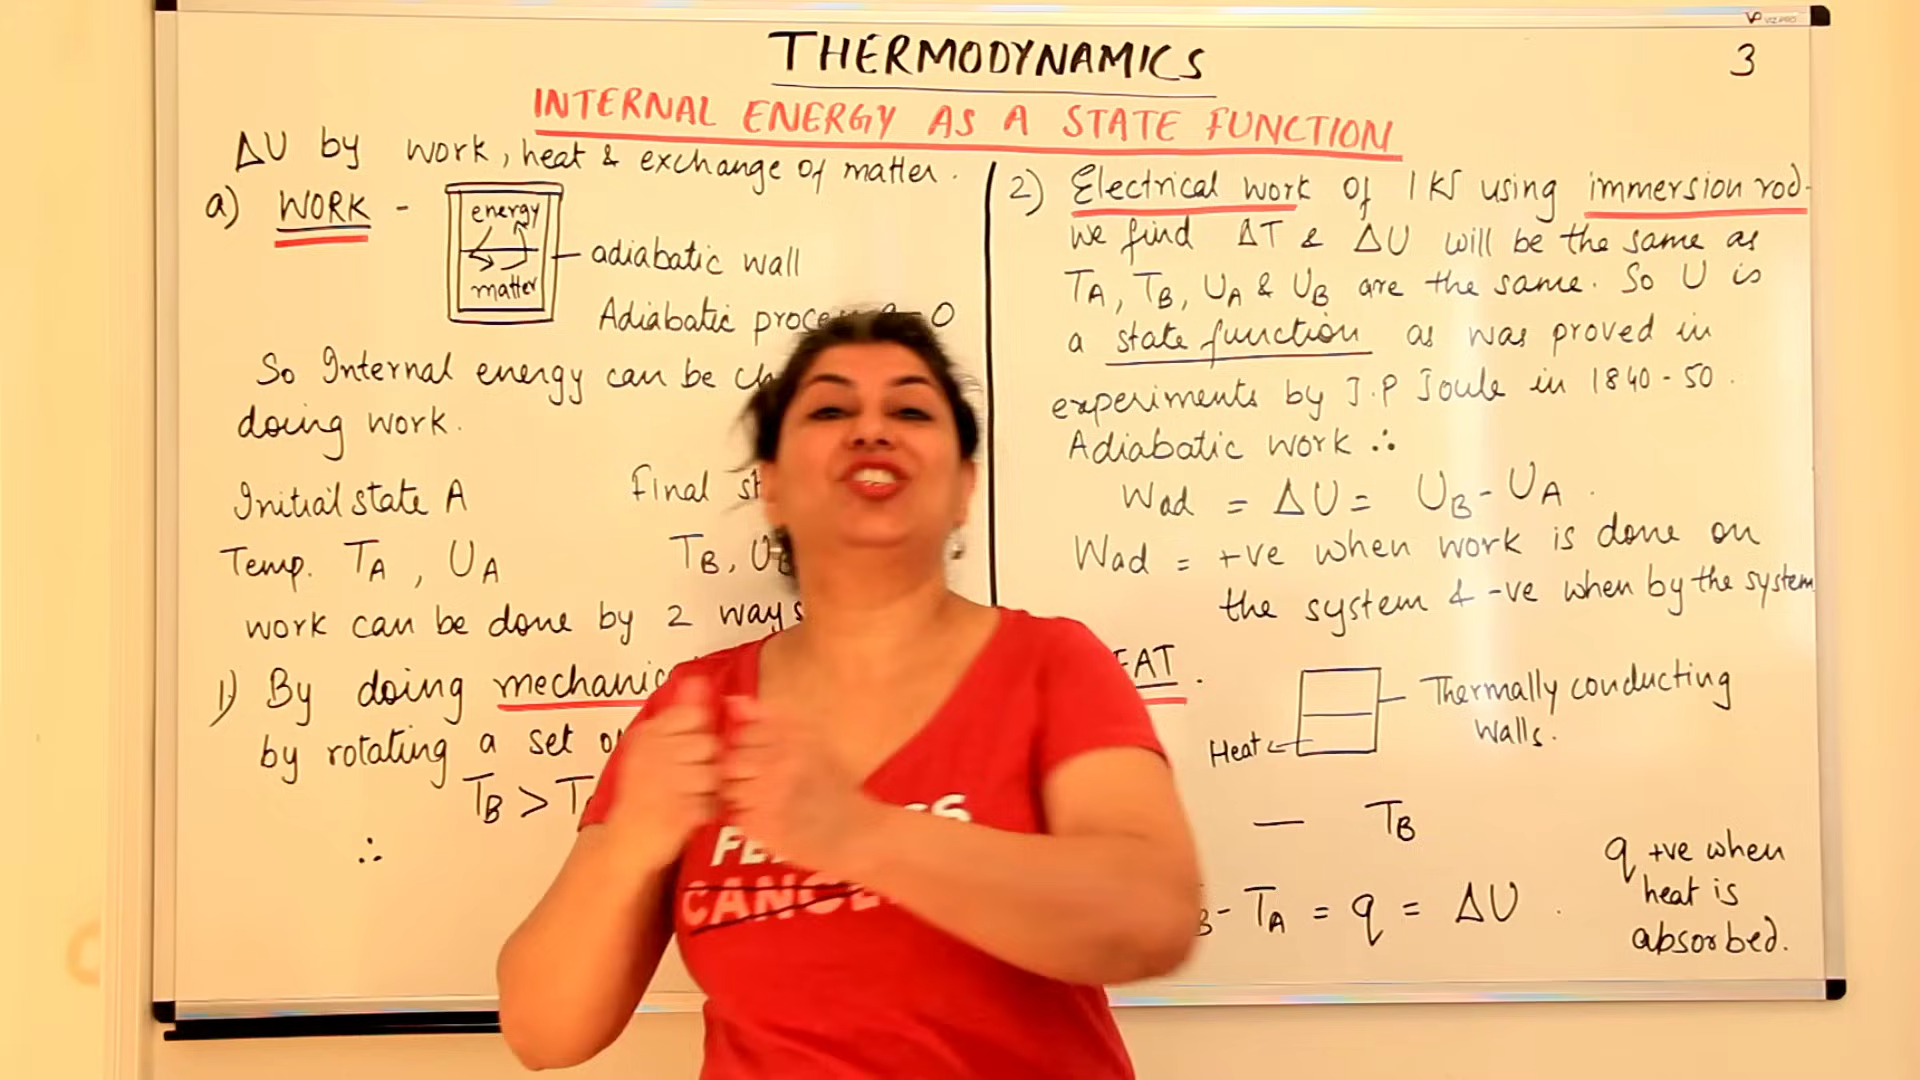 VIZ-PRO
THERMODYNAMICS
3
INTERNAL ENERGY AS A STATE FUNCTION
ΔU by work, heat & exchange of matter.
a) WORK -
energy
matter
adiabatic wall
Adiabatic 0
So Internal energy can be
doing work.
Initial state A
Final
Temp. TA, UA
TB,
work can be done by 2 ways
1) By doing
by rotating a set
TB >
∴
2) Electrical work of 1 KJ using immersion rod.
We find ΔT & ΔU will be the same as
TA, TB, UA & UB are the same. So U is
a state function as was proved in
experiments by J.P Joule in 1840-50.
Adiabatic work ∴
Wad = ΔU = UB - UA.
Wad = +ve when work is done on
the system & -ve when by the system
Thermally conducting
walls.
Heat
— TB
- TA = q = ΔU.
q +ve when
heat is
absorbed.